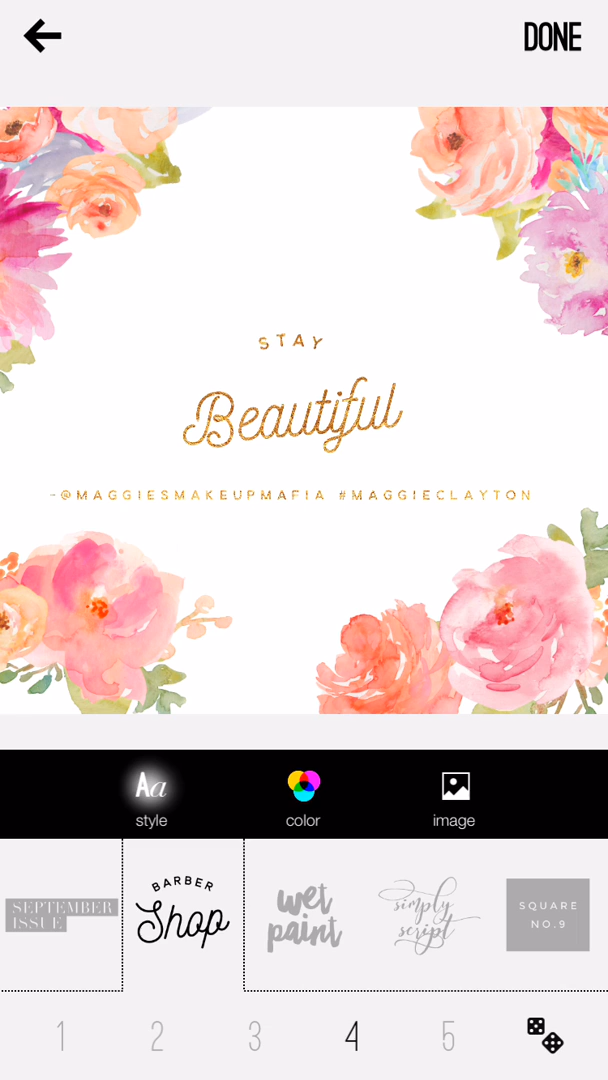 DONE
STAY
Beautiful
-@MAGGIESMAKEUPMAFIA #MAGGIECLAYTON
Aa
style
color
image
SEPTEMBER
ISSUE
BARBER
Shop
wet
paint
simply
script
SQUARE
NO.9
1 2 3 4 5